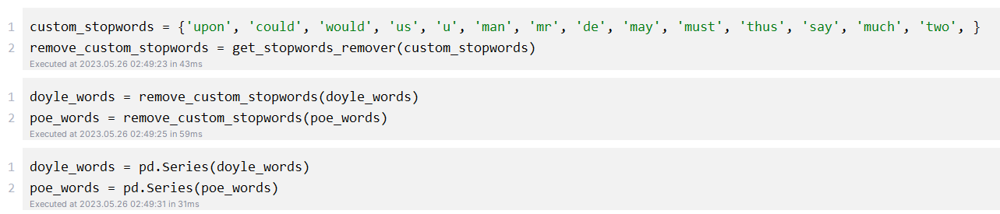 1 custom_stopwords = {'upon', 'could', 'would', 'us', 'u', 'man', 'mr', 'de', 'may', 'must', 'thus', 'say', 'much', 'two', }
2 remove_custom_stopwords = get_stopwords_remover(custom_stopwords)
Executed at 2023.05.26 02:49:23 in 43ms
1 doyle_words = remove_custom_stopwords(doyle_words)
2 poe_words = remove_custom_stopwords(poe_words)
Executed at 2023.05.26 02:49:25 in 59ms
1 doyle_words = pd.Series(doyle_words)
2 poe_words = pd.Series(poe_words)
Executed at 2023.05.26 02:49:31 in 31ms